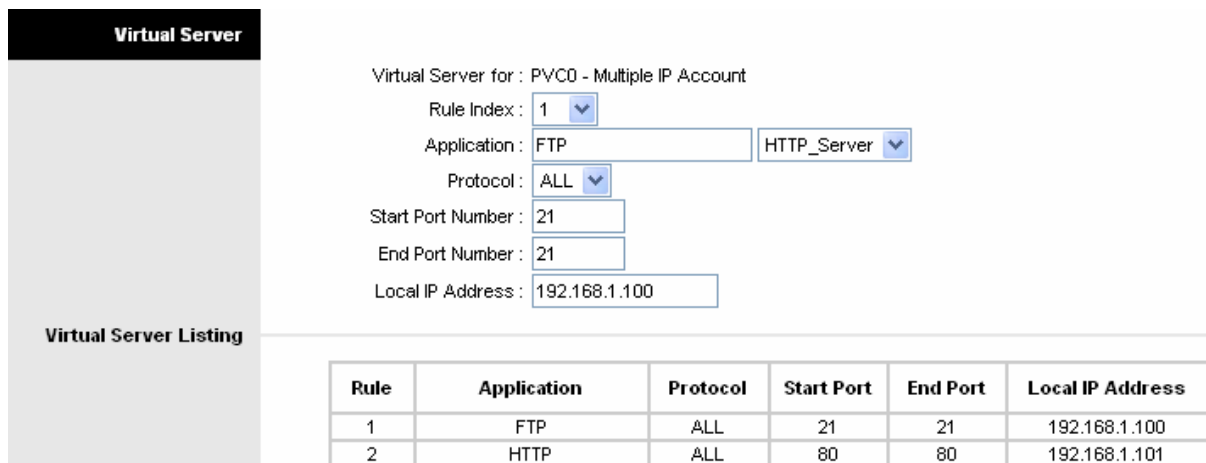 Virtual Server
Virtual Server for : PVC0 - Multiple IP Account
Rule Index : 1
Application : FTP HTTP_Server
Protocol : ALL
Start Port Number : 21
End Port Number : 21
Local IP Address : 192.168.1.100
Virtual Server Listing
Rule Application Protocol Start Port End Port Local IP Address
1 FTP ALL 21 21 192.168.1.100
2 HTTP ALL 80 80 192.168.1.101